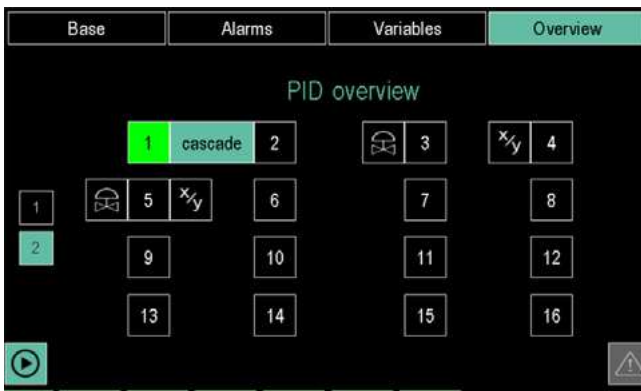 Base Alarms Variables Overview
PID overview
1 cascade 2 3 x/y 4
1 5 x/y 6 7 8
2 9 10 11 12
13 14 15 16